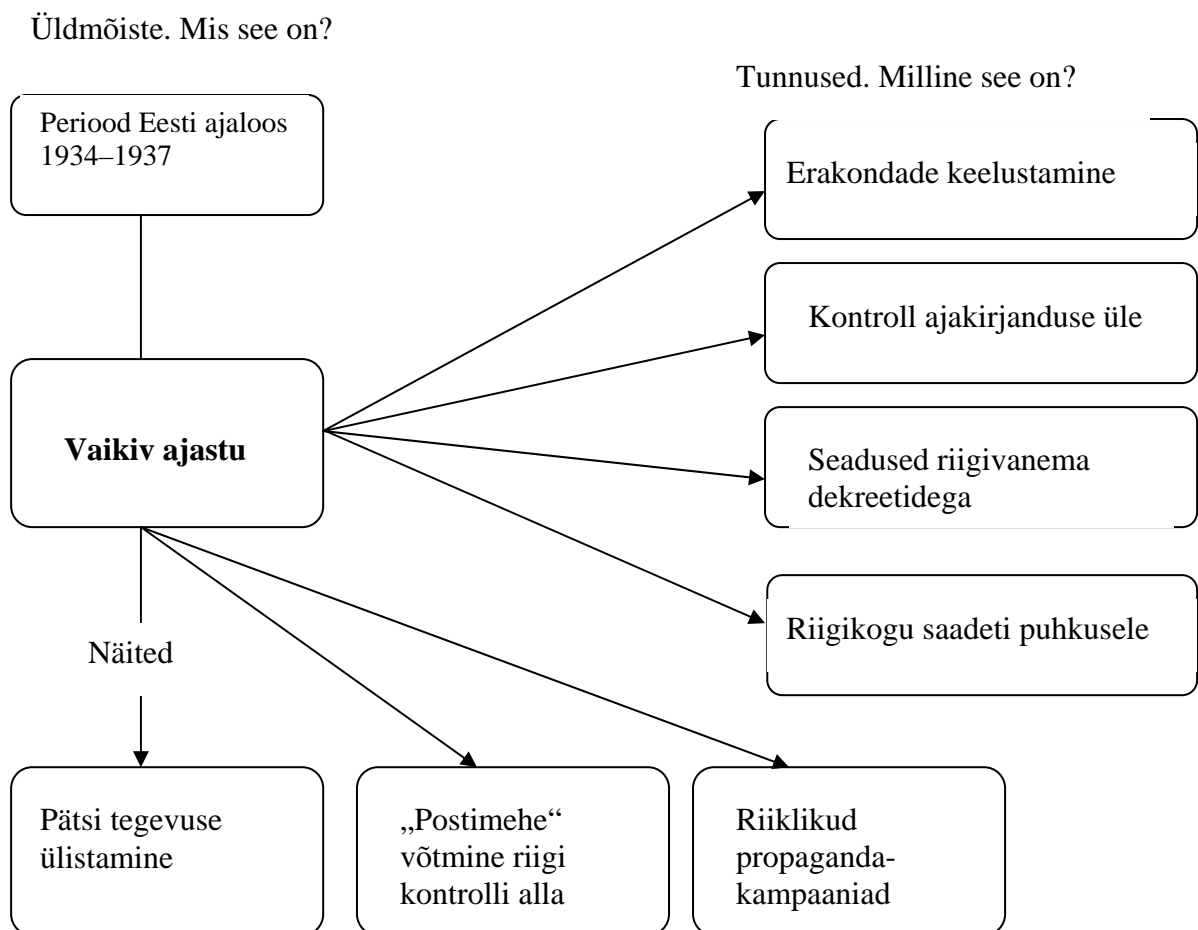 Üldmõiste. Mis see on?
Tunnused. Milline see on?
Periood Eesti ajaloos
1934–1937
Erakondade keelustamine
Kontroll ajakirjanduse üle
Vaikiv ajastu
Seadused riigivanema
dekreetidega
Riigikogu saadeti puhkusele
Näited
Pätsi tegevuse
ülistamine
„Postimehe“
võtmine riigi
kontrolli alla
Riiklikud
propaganda-
kampaaniad